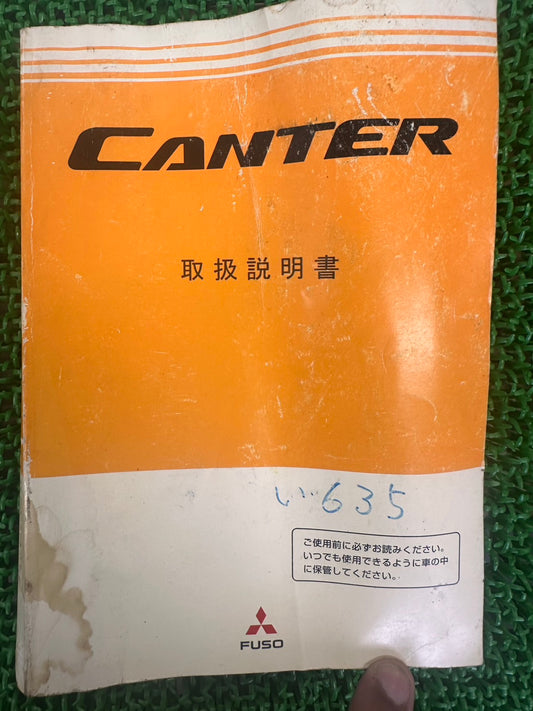 CANTER
取扱説明書
い635
ご使用前に必ずお読みください。
いつでも使用できるように車の中
に保管してください。
FUSO